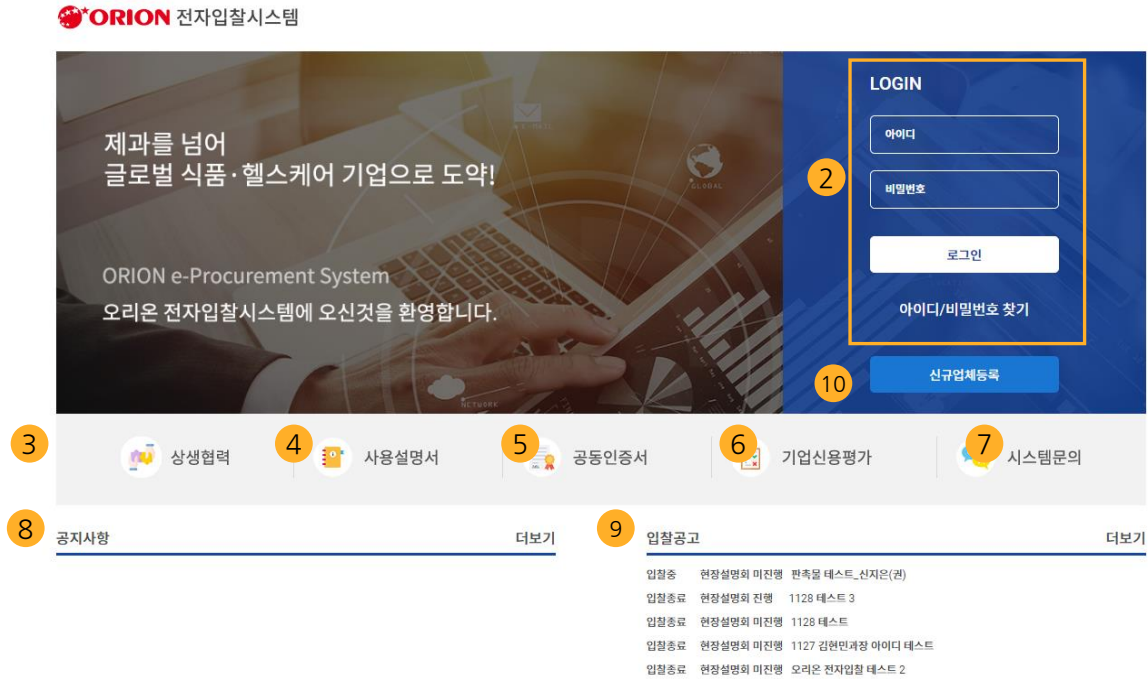 ORION 전자입찰시스템
제과를 넘어
글로벌 식품·헬스케어 기업으로 도약!
E-MAIL
GLOBAL
ORION e-Procurement System
오리온 전자입찰시스템에 오신것을 환영합니다.
NETWORK
2
LOGIN
아이디
비밀번호
로그인
아이디/비밀번호 찾기
10
신규업체등록
3
상생협력
4
사용설명서
5
공동인증서
6
기업신용평가
7
시스템문의
8
공지사항 더보기
9
입찰공고 더보기
입찰중 현장설명회 미진행 판촉물 테스트_신지은(권)
입찰종료 현장설명회 진행 1128 테스트 3
입찰종료 현장설명회 미진행 1128 테스트
입찰종료 현장설명회 미진행 1127 김현민과장 아이디 테스트
입찰종료 현장설명회 미진행 오리온 전자입찰 테스트 2